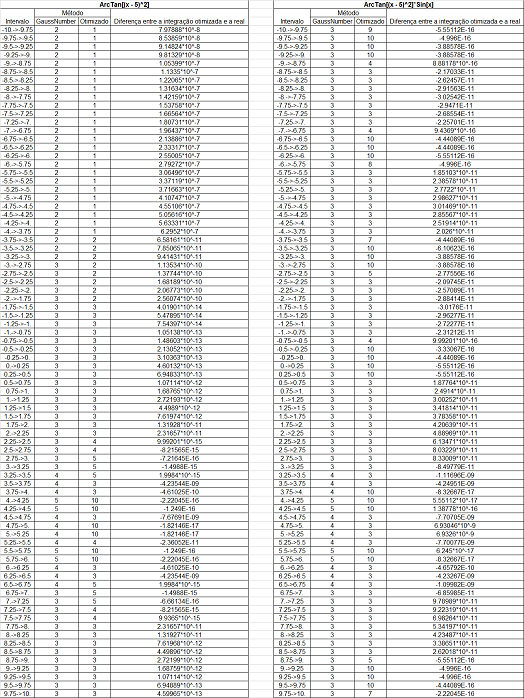 ArcTan[(x - 5)^2]
Método
Intervalo GaussNumber Otimizado Diferença entre a integração otimizada e a real
-10.->-9.75 2 1 7.97888*10^-8
-9.75->-9.5 2 1 8.53859*10^-8
-9.5->-9.25 2 1 9.14824*10^-8
-9.25->-9. 2 1 9.81329*10^-8
-9.->-8.75 2 1 1.05399*10^-7
-8.75->-8.5 2 1 1.1335*10^-7
-8.5->-8.25 2 1 1.22065*10^-7
-8.25->-8. 2 1 1.31634*10^-7
-8.->-7.75 2 1 1.42159*10^-7
-7.75->-7.5 2 1 1.53758*10^-7
-7.5->-7.25 2 1 1.66564*10^-7
-7.25->-7. 2 1 1.80731*10^-7
-7.->-6.75 2 1 1.96437*10^-7
-6.75->-6.5 2 1 2.13886*10^-7
-6.5->-6.25 2 1 2.33317*10^-7
-6.25->-6. 2 1 2.55005*10^-7
-6.->-5.75 2 1 2.79272*10^-7
-5.75->-5.5 2 1 3.06496*10^-7
-5.5->-5.25 2 1 3.37119*10^-7
-5.25->-5. 2 1 3.71663*10^-7
-5.->-4.75 2 1 4.10747*10^-7
-4.75->-4.5 2 1 4.55106*10^-7
-4.5->-4.25 2 1 5.05616*10^-7
-4.25->-4. 2 1 5.63331*10^-7
-4.->-3.75 2 1 6.2952*10^-7
-3.75->-3.5 2 2 6.58161*10^-11
-3.5->-3.25 2 2 7.85065*10^-11
-3.25->-3. 2 2 9.41431*10^-11
-3.->-2.75 3 2 1.13534*10^-10
-2.75->-2.5 3 2 1.37744*10^-10
-2.5->-2.25 3 2 1.68189*10^-10
-2.25->-2. 3 2 2.06773*10^-10
-2.->-1.75 3 2 2.56074*10^-10
-1.75->-1.5 3 3 4.01901*10^-14
-1.5->-1.25 3 3 5.47895*10^-14
-1.25->-1. 3 3 7.54397*10^-14
-1.->-0.75 3 3 1.05138*10^-13
-0.75->-0.5 3 3 1.48603*10^-13
-0.5->-0.25 3 3 2.13052*10^-13
-0.25->0. 3 3 3.10363*10^-13
0.->0.25 3 3 4.60132*10^-13
0.25->0.5 3 3 6.94833*10^-13
0.5->0.75 3 3 1.07114*10^-12
0.75->1. 3 3 1.68765*10^-12
1.->1.25 3 3 2.72193*10^-12
1.25->1.5 3 3 4.4989*10^-12
1.5->1.75 3 3 7.61974*10^-12
1.75->2. 3 3 1.31928*10^-11
2.->2.25 3 3 2.31657*10^-11
2.25->2.5 3 4 9.99201*10^-15
2.5->2.75 3 4 -8.21565E-15
2.75->3. 3 5 -7.21645E-16
3.->3.25 3 5 -1.4988E-15
3.25->3.5 4 5 1.9984*10^-15
3.5->3.75 4 3 -4.23544E-09
3.75->4 4 3 -4.61025E-10
4.->4.25 5 10 -2.22045E-16
4.25->4.5 5 10 -1.249E-16
4.5->4.75 4 3 -7.67691E-09
4.75->5. 4 10 -1.82146E-17
5.->5.25 4 10 -1.82146E-17
5.25->5.5 4 4 -2.36052E-11
5.5->5.75 5 10 -1.249E-16
5.75->6. 5 10 -2.22045E-16
6.->6.25 4 3 -4.61025E-10
6.25->6.5 4 3 -4.23544E-09
6.5->6.75 4 5 1.9984*10^-15
6.75->7. 3 5 -1.4988E-15
7.->7.25 3 5 -6.66134E-16
7.25->7.5 3 4 -8.21565E-15
7.5->7.75 3 4 9.9365*10^-15
7.75->8. 3 3 2.31657*10^-11
8.->8.25 3 3 1.31927*10^-11
8.25->8.5 3 3 7.61968*10^-12
8.5->8.75 3 3 4.49896*10^-12
8.75->9. 3 3 2.72199*10^-12
9.->9.25 3 3 1.68759*10^-12
9.25->9.5 3 3 1.07114*10^-12
9.5->9.75 3 3 6.94889*10^-13
9.75->10. 3 3 4.59965*10^-13
ArcTan[(x - 5)^2]*Sin[x]
Método
Intervalo GaussNumber Otimizado Diferença entre a integração otimizada e a real
-10.->-9.75 3 9 -5.55112E-16
-9.75->-9.5 3 10 -4.996E-16
-9.5->-9.25 3 10 -3.88578E-16
-9.25->-9. 3 10 -3.88578E-16
-9.->-8.75 3 4 8.88178*10^-16
-8.75->-8.5 3 3 -2.17033E-11
-8.5->-8.25 3 3 -2.62457E-11
-8.25->-8. 3 3 -2.91563E-11
-8.->-7.75 3 3 -3.02542E-11
-7.75->-7.5 3 3 -2.9471E-11
-7.5->-7.25 3 3 -2.68554E-11
-7.25->-7. 3 3 -2.25701E-11
-7.->-6.75 3 4 9.4369*10^-16
-6.75->-6.5 3 10 -4.44089E-16
-6.5->-6.25 3 10 -4.44089E-16
-6.25->-6. 3 10 -5.55112E-16
-6.->-5.75 3 8 -4.996E-16
-5.75->-5.5 3 3 1.85103*10^-11
-5.5->-5.25 3 3 2.38578*10^-11
-5.25->-5. 3 3 2.7722*10^-11
-5.->-4.75 3 3 2.98627*10^-11
-4.75->-4.5 3 3 3.01469*10^-11
-4.5->-4.25 3 3 2.85567*10^-11
-4.25->-4. 3 3 2.51914*10^-11
-4.->-3.75 3 3 2.026*10^-11
-3.75->-3.5 3 7 -4.44089E-16
-3.5->-3.25 3 10 -6.10623E-16
-3.25->-3. 3 10 -3.88578E-16
-3.->-2.75 3 10 -3.88578E-16
-2.75->-2.5 3 5 -2.77556E-16
-2.5->-2.25 3 3 -2.09745E-11
-2.25->-2. 3 3 -2.57089E-11
-2.->-1.75 3 3 -2.88414E-11
-1.75->-1.5 3 3 -3.0176E-11
-1.5->-1.25 3 3 -2.96277E-11
-1.25->-1. 3 3 -2.72277E-11
-1.->-0.75 3 3 -2.31212E-11
-0.75->-0.5 3 4 9.99201*10^-16
-0.5->-0.25 3 10 -3.33067E-16
-0.25->0. 3 10 -4.44089E-16
0.->0.25 3 10 -5.55112E-16
0.25->0.5 3 10 -5.55112E-16
0.5->0.75 3 3 1.87764*10^-11
0.75->1. 3 3 2.4914*10^-11
1.->1.25 3 3 3.00252*10^-11
1.25->1.5 3 3 3.41814*10^-11
1.5->1.75 3 3 3.78358*10^-11
1.75->2. 3 3 4.20639*10^-11
2.->2.25 3 3 4.88969*10^-11
2.25->2.5 3 3 6.13471*10^-11
2.5->2.75 3 3 8.03229*10^-11
2.75->3. 3 3 8.33009*10^-11
3.->3.25 3 3 -8.49779E-11
3.25->3.5 4 3 -1.11696E-09
3.5->3.75 4 3 -4.24951E-09
3.75->4. 4 10 -8.32667E-17
4.->4.25 5 10 5.55112*10^-17
4.25->4.5 5 10 1.38778*10^-16
4.5->4.75 4 3 -7.70705E-09
4.75->5. 4 3 6.93046*10^-9
5.->5.25 4 3 6.9326*10^-9
5.25->5.5 4 3 -7.70077E-09
5.5->5.75 5 10 6.245*10^-17
5.75->6. 5 10 -8.32667E-17
6.->6.25 4 3 -4.65792E-10
6.25->6.5 4 3 -4.23267E-09
6.5->6.75 4 3 -1.09982E-09
6.75->7. 3 3 -6.85985E-11
7.->7.25 3 3 9.78989*10^-11
7.25->7.5 3 3 9.22319*10^-11
7.5->7.75 3 3 6.98264*10^-11
7.75->8. 3 3 5.34197*10^-11
8.->8.25 3 3 4.23487*10^-11
8.25->8.5 3 3 3.38651*10^-11
8.5->8.75 3 3 2.62018*10^-11
8.75->9. 3 5 -5.55112E-16
9.->9.25 3 10 -4.996E-16
9.25->9.5 3 10 -4.996E-16
9.5->9.75 3 10 -4.44089E-16
9.75->10. 3 7 -2.22045E-16